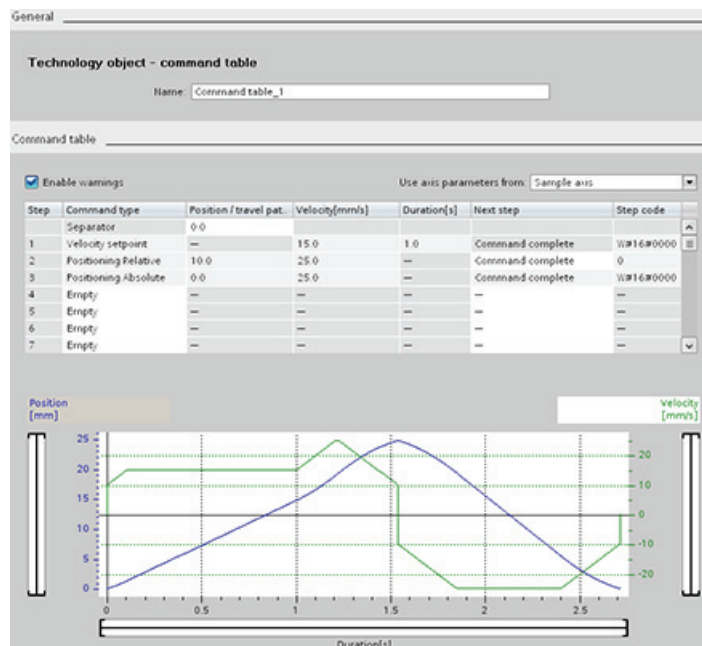 General
Technology object - command table
Name: Command table_1
Command table
Enable warnings Use axis parameters from: Sample axis
Step Command type Position / travel pat.. Velocity[mm/s] Duration[s] Next step Step code
Separator 0.0
1 Velocity setpoint — 15.0 1.0 Command complete W#16#0000
2 Positioning Relative 10.0 25.0 — Command complete 0
3 Positioning Absolute 0.0 25.0 — Command complete W#16#0000
4 Empty — — — — —
5 Empty — — — — —
6 Empty — — — — —
7 Empty — — — — —
Position Velocity
[mm] [mm/s]
25
20 20
15 10
0
10
5 -10
-20
0
0 0.5 1 1.5 2 2.5
Duration[s]